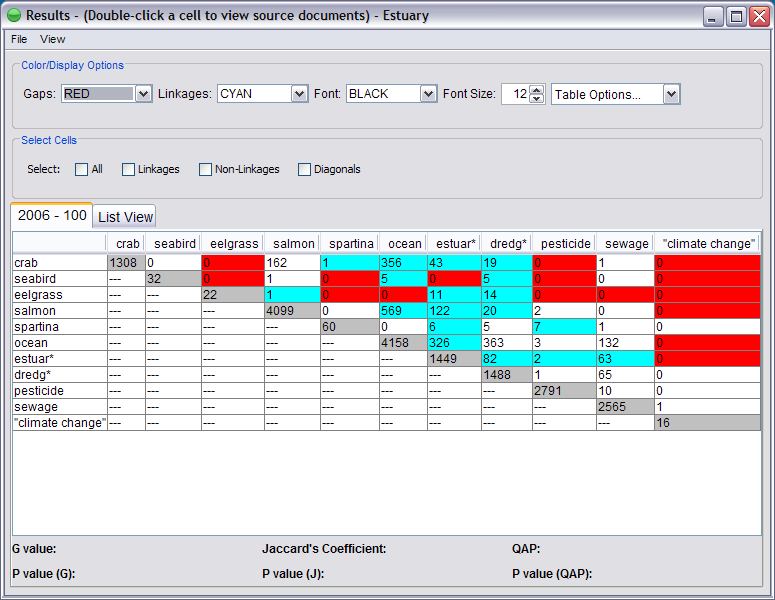 Results - (Double-click a cell to view source documents) - Estuary
File View
Color/Display Options
Gaps: RED Linkages: CYAN Font: BLACK Font Size: 12 Table Options...
Select Cells
Select: All Linkages Non-Linkages Diagonals
2006 - 100 List View
crab seabird eelgrass salmon spartina ocean estuar* dredg* pesticide sewage "climate change"
crab 1308 0 0 162 1 356 43 19 0 1 0
seabird --- 32 0 1 0 5 0 5 0 0 0
eelgrass --- --- 22 1 0 0 11 14 0 0 0
salmon --- --- --- 4099 0 569 122 20 2 0 0
spartina --- --- --- --- 60 0 6 5 7 1 0
ocean --- --- --- --- --- 4158 326 363 3 132 0
estuar* --- --- --- --- --- --- 1449 82 2 63 0
dredg* --- --- --- --- --- --- --- 1488 1 65 0
pesticide --- --- --- --- --- --- --- --- 2791 10 0
sewage --- --- --- --- --- --- --- --- --- 2565 1
"climate change" --- --- --- --- --- --- --- --- --- --- 16
G value: Jaccard's Coefficient: QAP:
P value (G): P value (J): P value (QAP):